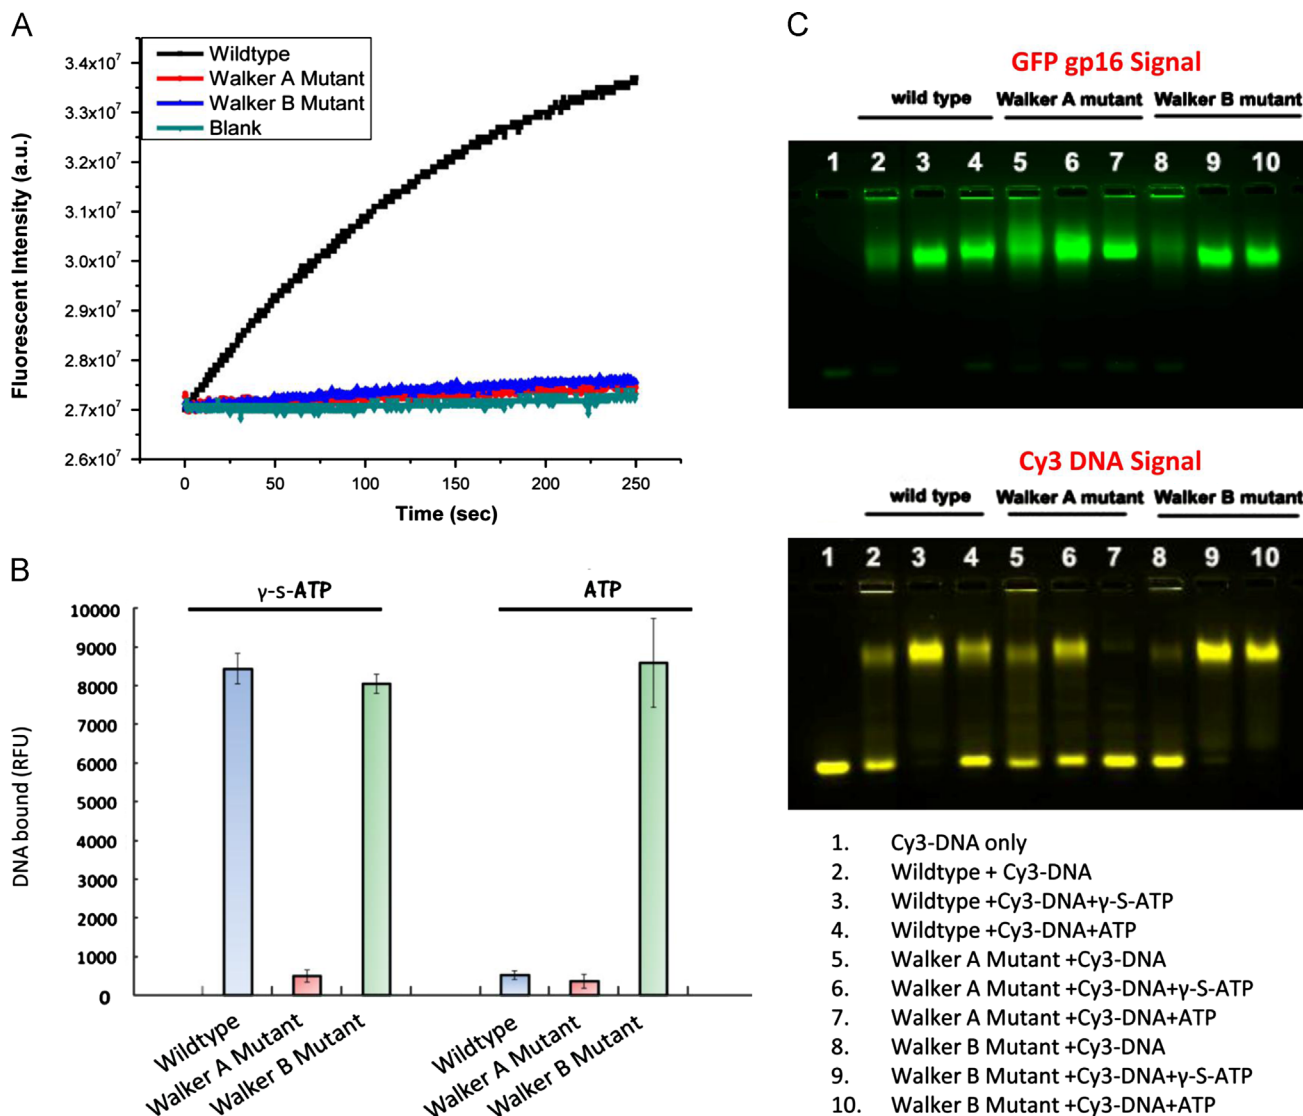 A
Wildtype
Walker A Mutant
Walker B Mutant
Blank
3.4x10⁷
3.3x10⁷
3.2x10⁷
3.1x10⁷
3.0x10⁷
2.9x10⁷
2.8x10⁷
2.7x10⁷
2.6x10⁷
Fluorescent Intensity (a.u.)
0 50 100 150 200 250
Time (sec)
B
γ-s-ATP ATP
10000
9000
8000
7000
6000
5000
4000
3000
2000
1000
0
DNA bound (RFU)
Wildtype
Walker A Mutant
Walker B Mutant
Wildtype
Walker A Mutant
Walker B Mutant
C
GFP gp16 Signal
wild type Walker A mutant Walker B mutant
1 2 3 4 5 6 7 8 9 10
Cy3 DNA Signal
wild type Walker A mutant Walker B mutant
1 2 3 4 5 6 7 8 9 10
1. Cy3-DNA only
2. Wildtype + Cy3-DNA
3. Wildtype +Cy3-DNA+γ-S-ATP
4. Wildtype +Cy3-DNA+ATP
5. Walker A Mutant +Cy3-DNA
6. Walker A Mutant +Cy3-DNA+γ-S-ATP
7. Walker A Mutant +Cy3-DNA+ATP
8. Walker B Mutant +Cy3-DNA
9. Walker B Mutant +Cy3-DNA+γ-S-ATP
10. Walker B Mutant +Cy3-DNA+ATP